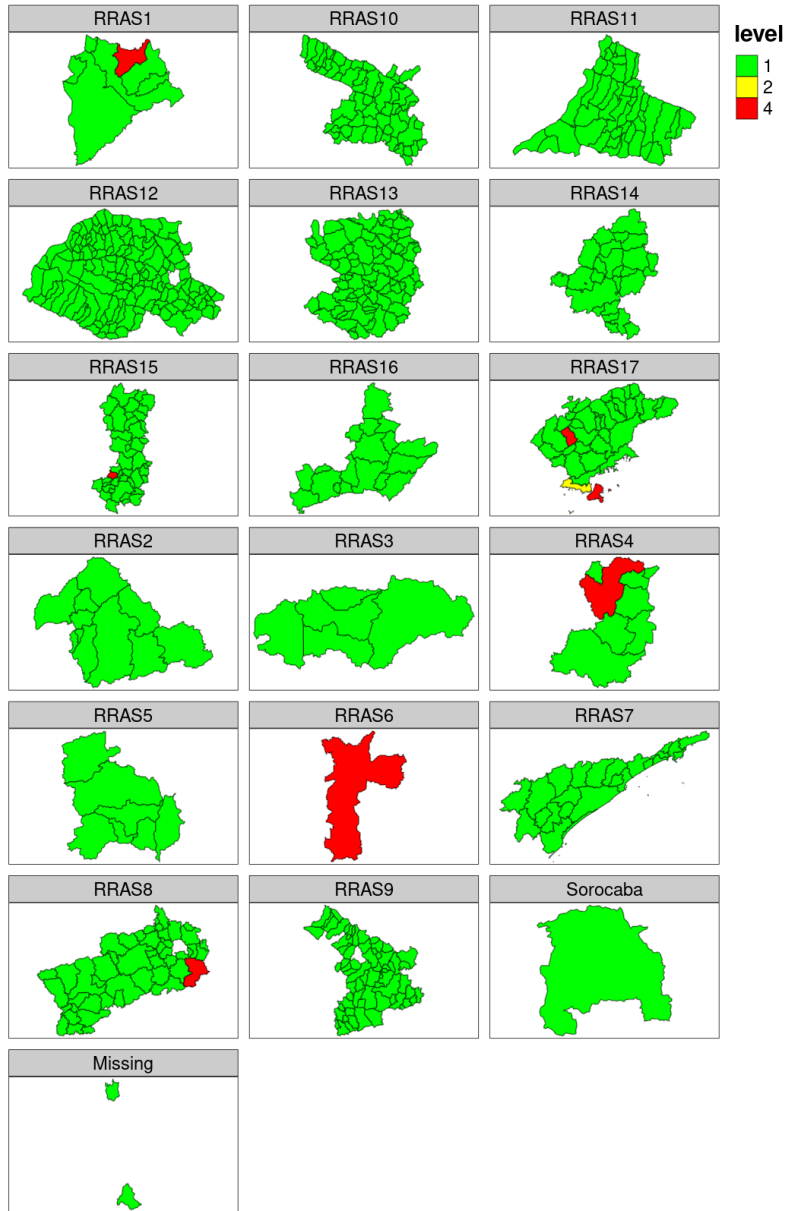 RRAS1 RRAS10 RRAS11
level
1
2
4
RRAS12 RRAS13 RRAS14
RRAS15 RRAS16 RRAS17
RRAS2 RRAS3 RRAS4
RRAS5 RRAS6 RRAS7
RRAS8 RRAS9 Sorocaba
Missing